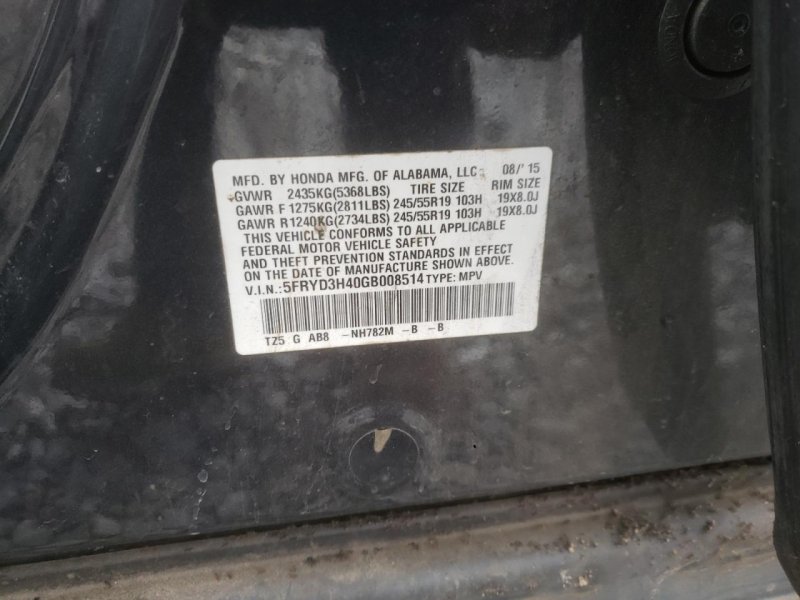 MFD. BY HONDA MFG. OF ALABAMA, LLC 08/'15
GVWR 2435KG(5368LBS) TIRE SIZE RIM SIZE
GAWR F 1275KG(2811LBS) 245/55R19 103H 19X8.0J
GAWR R1240KG(2734LBS) 245/55R19 103H 19X8.0J
THIS VEHICLE CONFORMS TO ALL APPLICABLE
FEDERAL MOTOR VEHICLE SAFETY
AND THEFT PREVENTION STANDARDS IN EFFECT
ON THE DATE OF MANUFACTURE SHOWN ABOVE.
V.I.N.:5FRYD3H40GB008514 TYPE: MPV
TZ5 G AB8 -NH782M -B -B